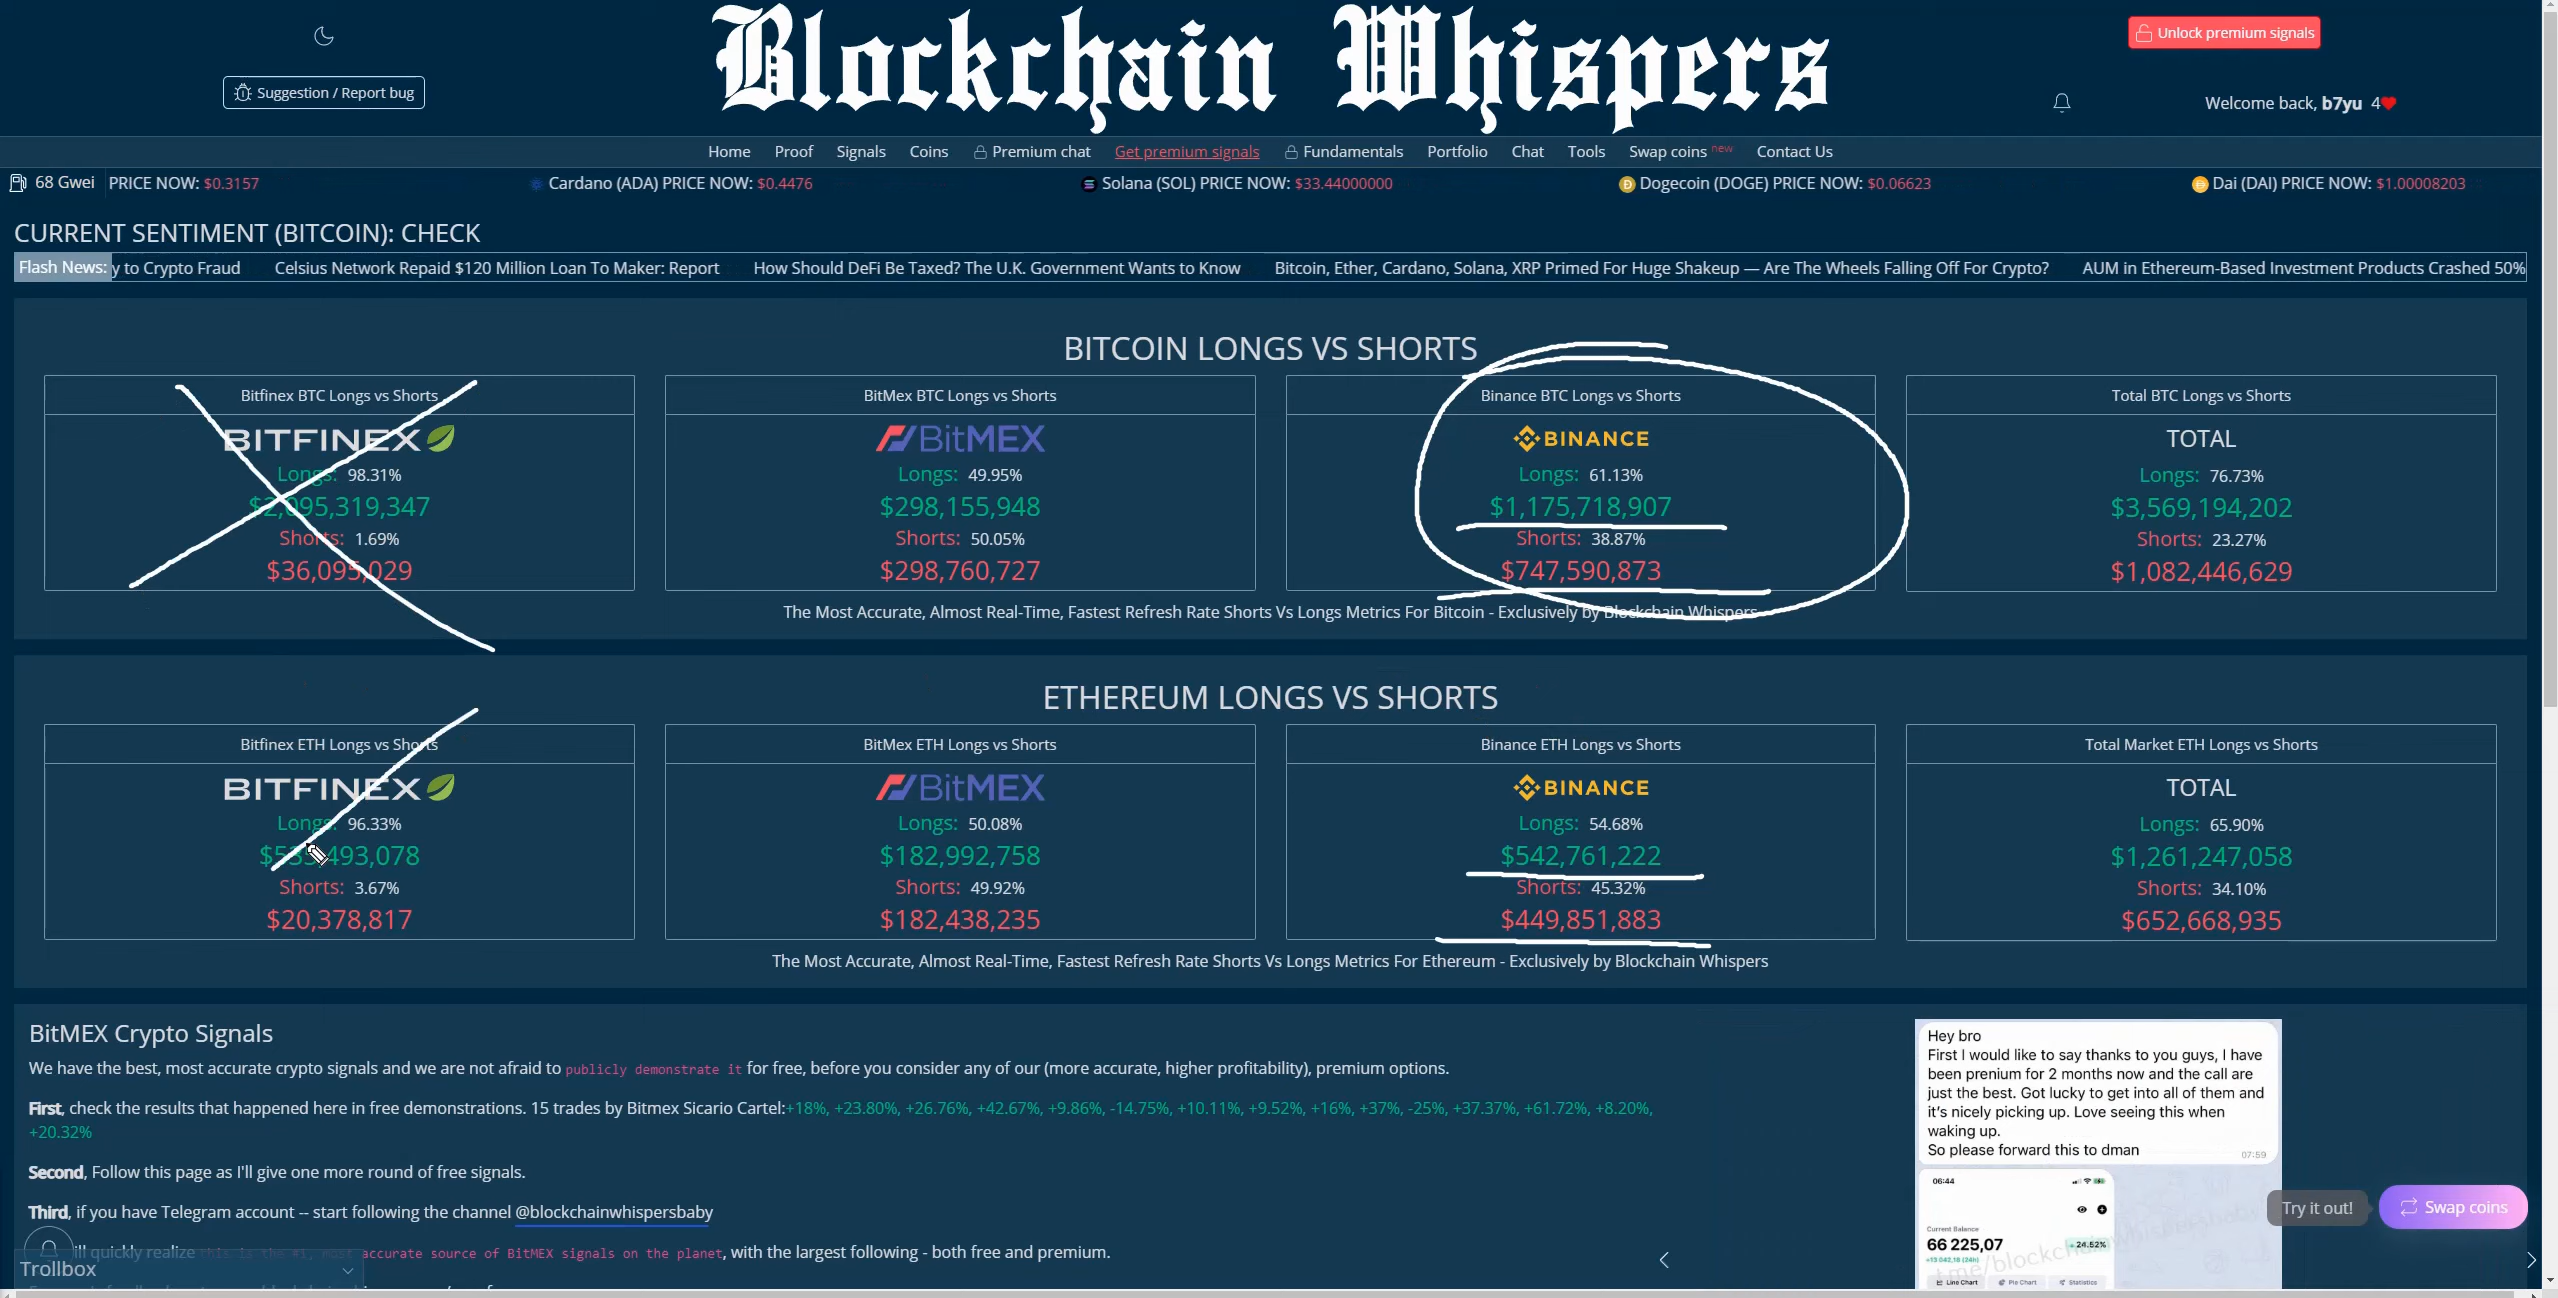 Blockchain Whispers
Unlock premium signals
Suggestion / Report bug
Welcome back, b7yu 4
Home Proof Signals Coins Premium chat Get premium signals Fundamentals Portfolio Chat Tools Swap coins new Contact Us
68 Gwei PRICE NOW: $0.3157 Cardano (ADA) PRICE NOW: $0.4476 Solana (SOL) PRICE NOW: $33.44000000 Dogecoin (DOGE) PRICE NOW: $0.06623 Dai (DAI) PRICE NOW: $1.00008203
CURRENT SENTIMENT (BITCOIN): CHECK
Flash News: y to Crypto Fraud Celsius Network Repaid $120 Million Loan To Maker: Report How Should DeFi Be Taxed? The U.K. Government Wants to Know Bitcoin, Ether, Cardano, Solana, XRP Primed For Huge Shakeup — Are The Wheels Falling Off For Crypto? AUM in Ethereum-Based Investment Products Crashed 50%
BITCOIN LONGS VS SHORTS
Bitfinex BTC Longs vs Shorts
BITFINEX
Longs: 98.31%
$2,095,319,347
Shorts: 1.69%
$36,095,029
BitMex BTC Longs vs Shorts
BitMEX
Longs: 49.95%
$298,155,948
Shorts: 50.05%
$298,760,727
Binance BTC Longs vs Shorts
BINANCE
Longs: 61.13%
$1,175,718,907
Shorts: 38.87%
$747,590,873
Total BTC Longs vs Shorts
TOTAL
Longs: 76.73%
$3,569,194,202
Shorts: 23.27%
$1,082,446,629
The Most Accurate, Almost Real-Time, Fastest Refresh Rate Shorts Vs Longs Metrics For Bitcoin - Exclusively by Blockchain Whispers
ETHEREUM LONGS VS SHORTS
Bitfinex ETH Longs vs Shorts
BITFINEX
Longs: 96.33%
493,078
Shorts: 3.67%
$20,378,817
BitMex ETH Longs vs Shorts
BitMEX
Longs: 50.08%
$182,992,758
Shorts: 49.92%
$182,438,235
Binance ETH Longs vs Shorts
BINANCE
Longs: 54.68%
$542,761,222
Shorts: 45.32%
$449,851,883
Total Market ETH Longs vs Shorts
TOTAL
Longs: 65.90%
$1,261,247,058
Shorts: 34.10%
$652,668,935
The Most Accurate, Almost Real-Time, Fastest Refresh Rate Shorts Vs Longs Metrics For Ethereum - Exclusively by Blockchain Whispers
BitMEX Crypto Signals
We have the best, most accurate crypto signals and we are not afraid to publicly demonstrate it for free, before you consider any of our (more accurate, higher profitability), premium options.
First, check the results that happened here in free demonstrations. 15 trades by Bitmex Sicario Cartel:+18%, +23.80%, +26.76%, +42.67%, +9.86%, -14.75%, +10.11%, +9.52%, +16%, +37%, -25%, +37.37%, +61.72%, +8.20%,
+20.32%
Second, Follow this page as I'll give one more round of free signals.
Third, if you have Telegram account -- start following the channel @blockchainwhispersbaby
ill quickly realize this is the #1, most accurate source of BitMEX signals on the planet, with the largest following - both free and premium.
Trollbox
Hey bro
First I would like to say thanks to you guys, I have
been prenium for 2 months now and the call are
just the best. Got lucky to get into all of them and
it's nicely picking up. Love seeing this when
waking up.
So please forward this to dman
07:59
06:44
Current Balance
66 225,07
24.52%
Line Chart Pie Chart Statistics
Try it out!
Swap coins